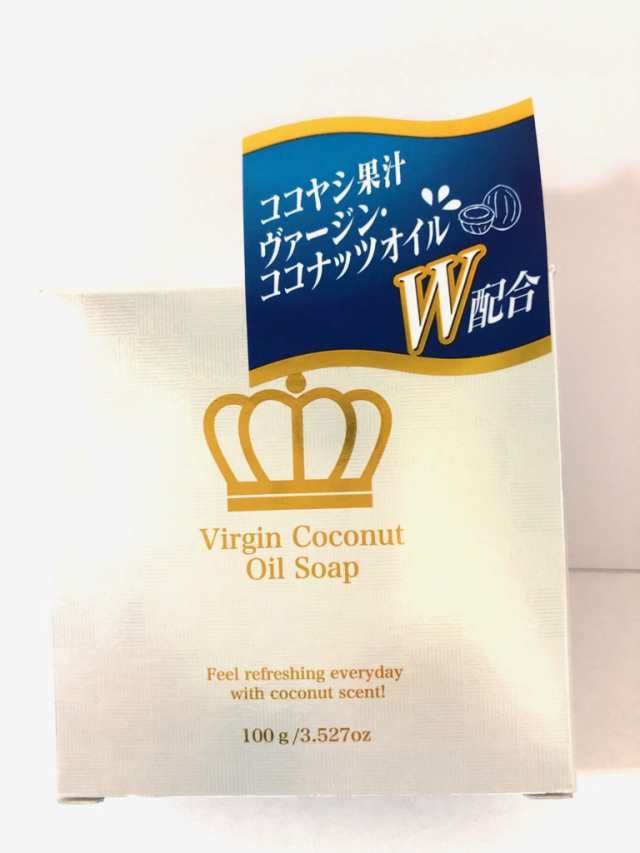 ココヤシ果汁
ヴァージン・
ココナッツオイル
W配合
Virgin Coconut
Oil Soap
Feel refreshing everyday
with coconut scent!
100g/3.527oz